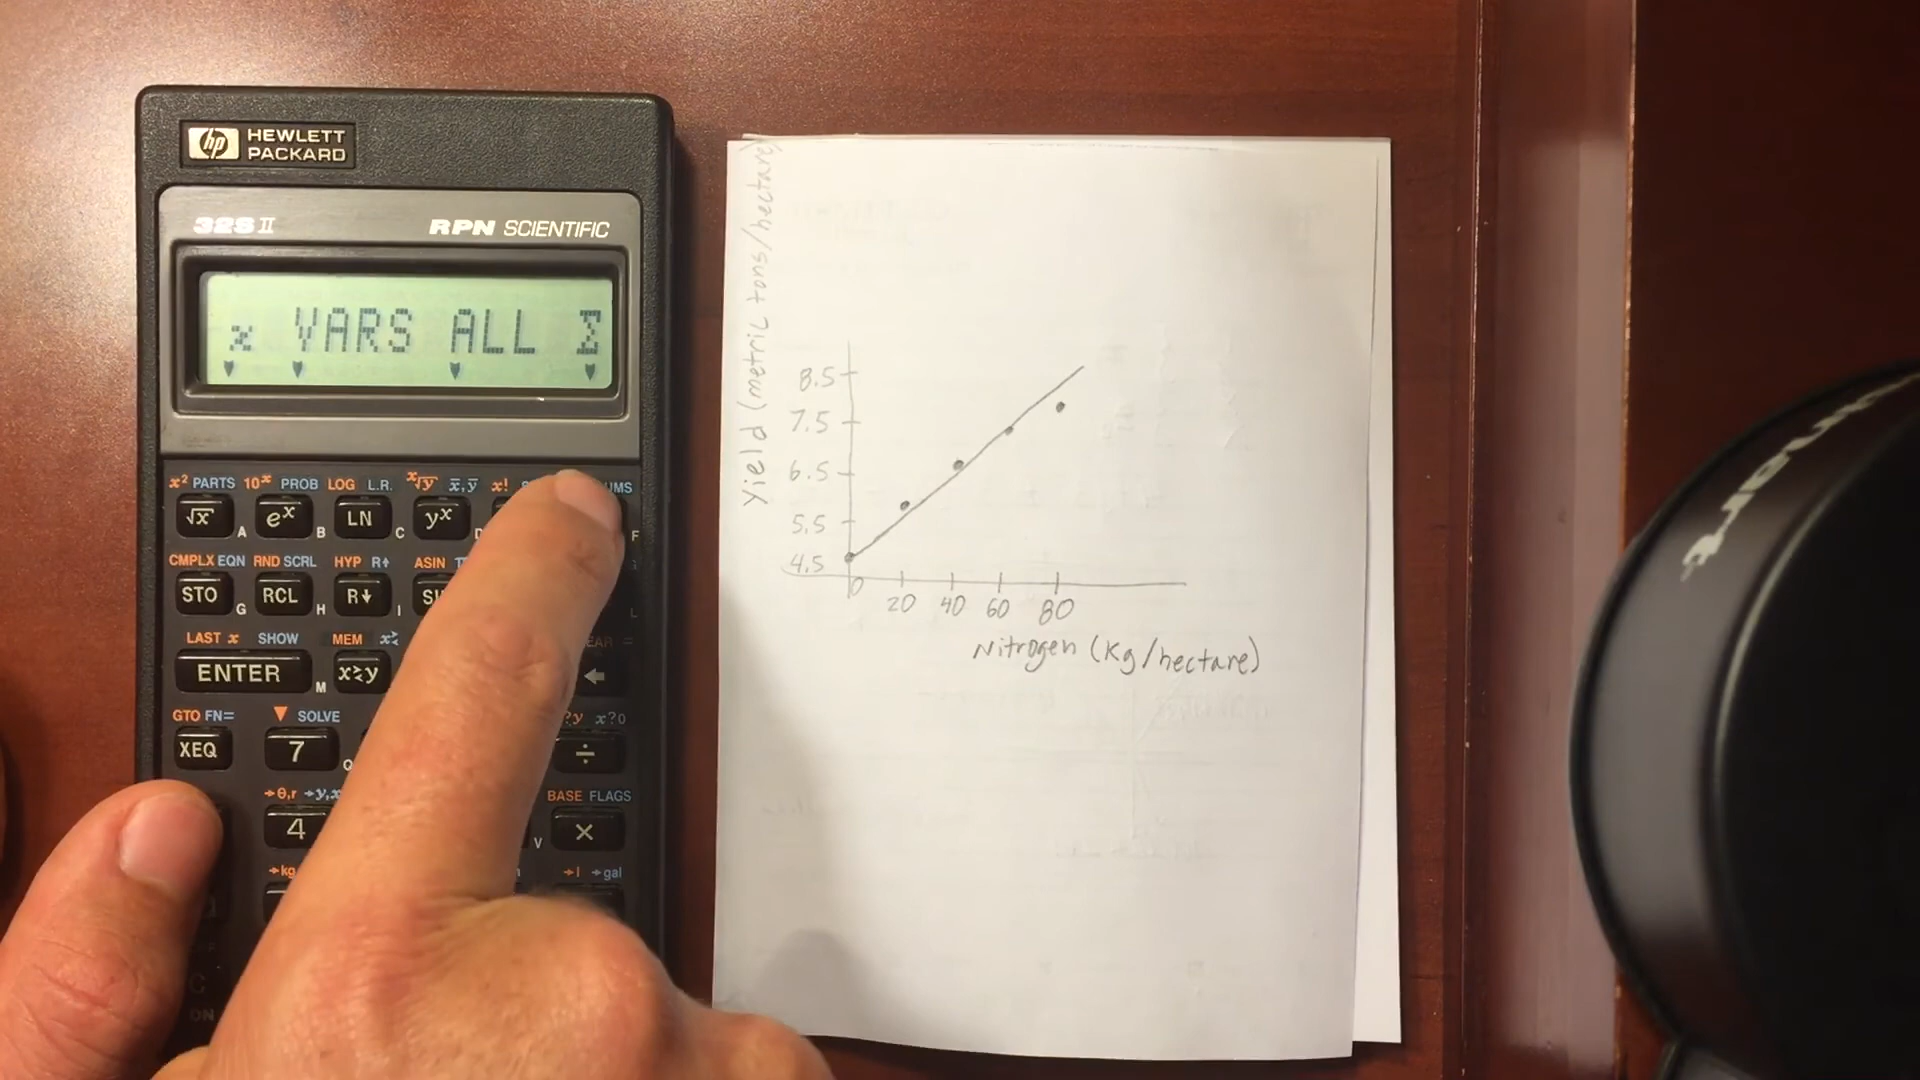 hp HEWLETT PACKARD
32SII RPN SCIENTIFIC
x VARS ALL Σ
x² PARTS 10ˣ PROB LOG L.R. ˣ√y x̄,ȳ x!
√x A eˣ B LN C yˣ
CMPLX EQN RND SCRL HYP R↑ ASIN
STO G RCL H R↓ I
LAST x SHOW MEM
ENTER M x≷y ←
GTO FN= ▼ SOLVE x?0
XEQ 7 ÷
→θ,r →y,x BASE FLAGS
4 V ×
→kg →l →gal
C
ON
Yield (metric tons/hectare)
8.5
7.5
6.5
5.5
4.5
0 20 40 60 80
Nitrogen (Kg/hectare)